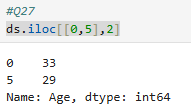 #Q27
ds.iloc[[0,5],2]
0    33
5    29
Name: Age, dtype: int64